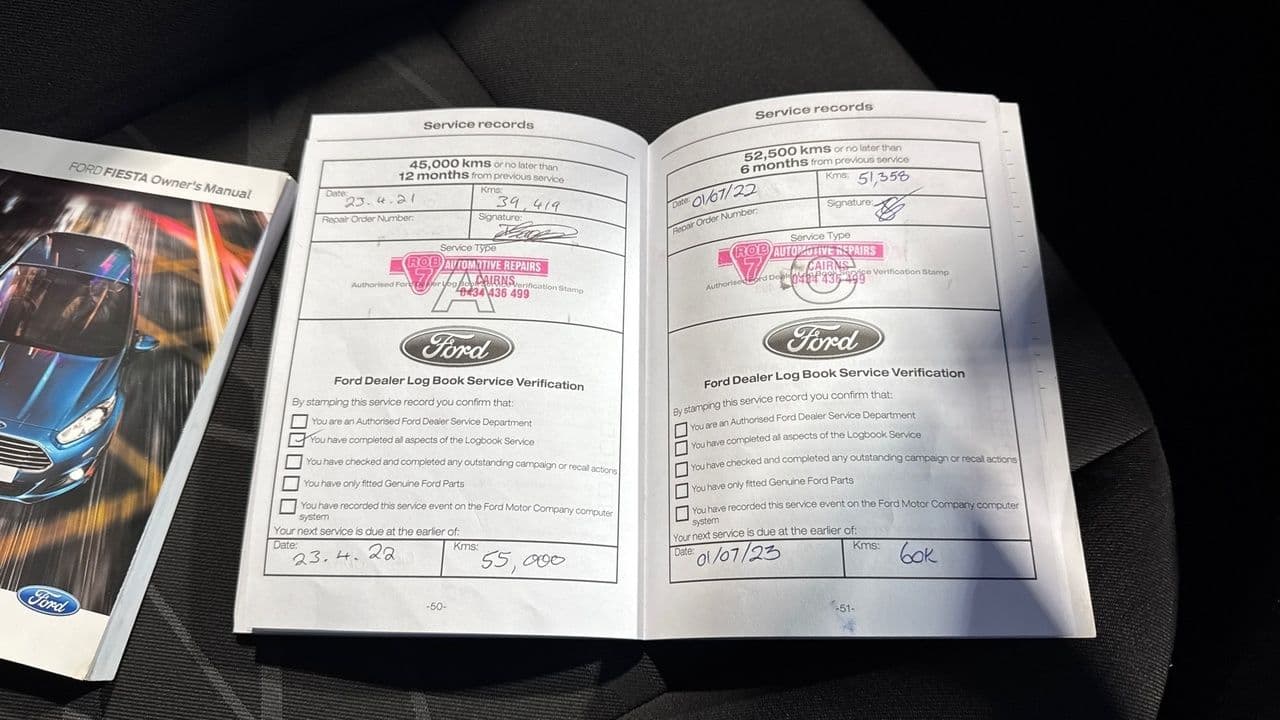 FORD FIESTA Owner's Manual
Ford
Service records
45,000 kms or no later than
12 months from previous service
Date:
23.4.21
Kms:
39,419
Repair Order Number:
Signature:
Service Type
ROB
7
AUTOMOTIVE REPAIRS
CAIRNS
0434 436 499
A
Authorised Ford Dealer Log Book Service Verification Stamp
Ford
Ford Dealer Log Book Service Verification
By stamping this service record you confirm that:
You are an Authorised Ford Dealer Service Department
You have completed all aspects of the Logbook Service
You have checked and completed any outstanding campaign or recall actions
You have only fitted Genuine Ford Parts
You have recorded this service event on the Ford Motor Company computer
system
Your next service is due at the earlier of:
Date:
23.4.22
Kms:
55,000
-50-
Service records
52,500 kms or no later than
6 months from previous service
Date: 01/07/22
Kms: 51,358
Repair Order Number:
Signature:
Service Type
ROB
7
AUTOMOTIVE REPAIRS
CAIRNS
0434 436 499
Authorised Ford Dealer Log Book Service Verification Stamp
Ford
Ford Dealer Log Book Service Verification
By stamping this service record you confirm that:
You are an Authorised Ford Dealer Service Department
You have completed all aspects of the Logbook Service
You have checked and completed any outstanding campaign or recall actions
You have only fitted Genuine Ford Parts
You have recorded this service event on the Ford Motor Company computer
system
Your next service is due at the earlier of:
Date: 01/07/23
Kms: 60K
-51-